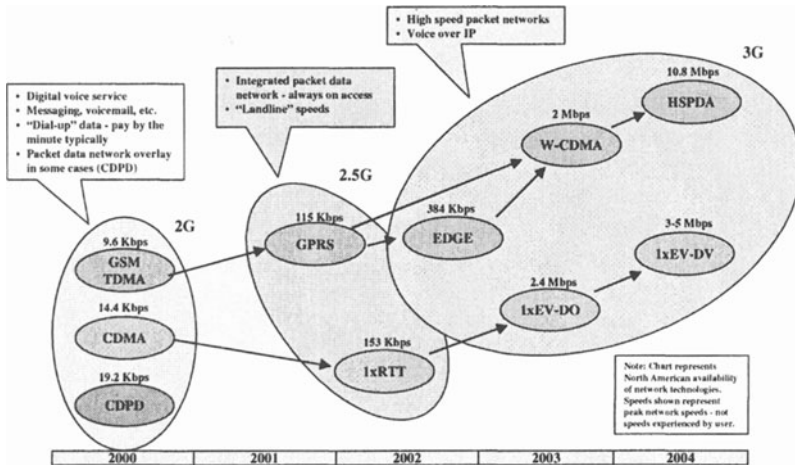 • High speed packet networks
• Voice over IP
3G
• Integrated packet data
network - always on access
• "Landline" speeds
• Digital voice service
• Messaging, voicemail, etc.
• "Dial-up" data - pay by the
minute typically
• Packet data network overlay
in some cases (CDPD)
10.8 Mbps
HSPDA
2 Mbps
W-CDMA
2.5G
2G
115 Kbps
GPRS
384 Kbps
EDGE
3-5 Mbps
1xEV-DV
9.6 Kbps
GSM
TDMA
2.4 Mbps
1xEV-DO
14.4 Kbps
CDMA
153 Kbps
1xRTT
19.2 Kbps
CDPD
Note: Chart represents
North American availability
of network technologies.
Speeds shown represent
peak network speeds - not
speeds experienced by user.
2000 2001 2002 2003 2004